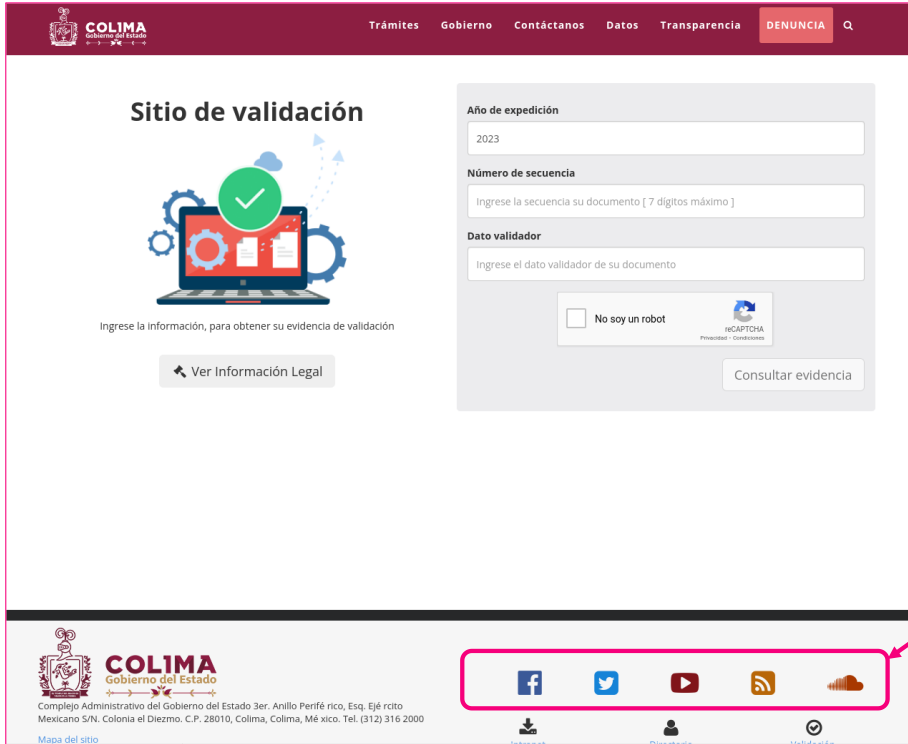 COLIMA
Gobierno del Estado
Trámites Gobierno Contáctanos Datos Transparencia DENUNCIA
Sitio de validación
Ingrese la información, para obtener su evidencia de validación
Ver Información Legal
Año de expedición
2023
Número de secuencia
Ingrese la secuencia su documento [ 7 dígitos máximo ]
Dato validador
Ingrese el dato validador de su documento
No soy un robot
reCAPTCHA
Privacidad - Condiciones
Consultar evidencia
COLIMA
Gobierno del Estado
Complejo Administrativo del Gobierno del Estado 3er. Anillo Perifé rico, Esq. Ejé rcito
Mexicano S/N. Colonia el Diezmo. C.P. 28010, Colima, Colima, Mé xico. Tel. (312) 316 2000
Mapa del sitio
Intranet Directorio Validación